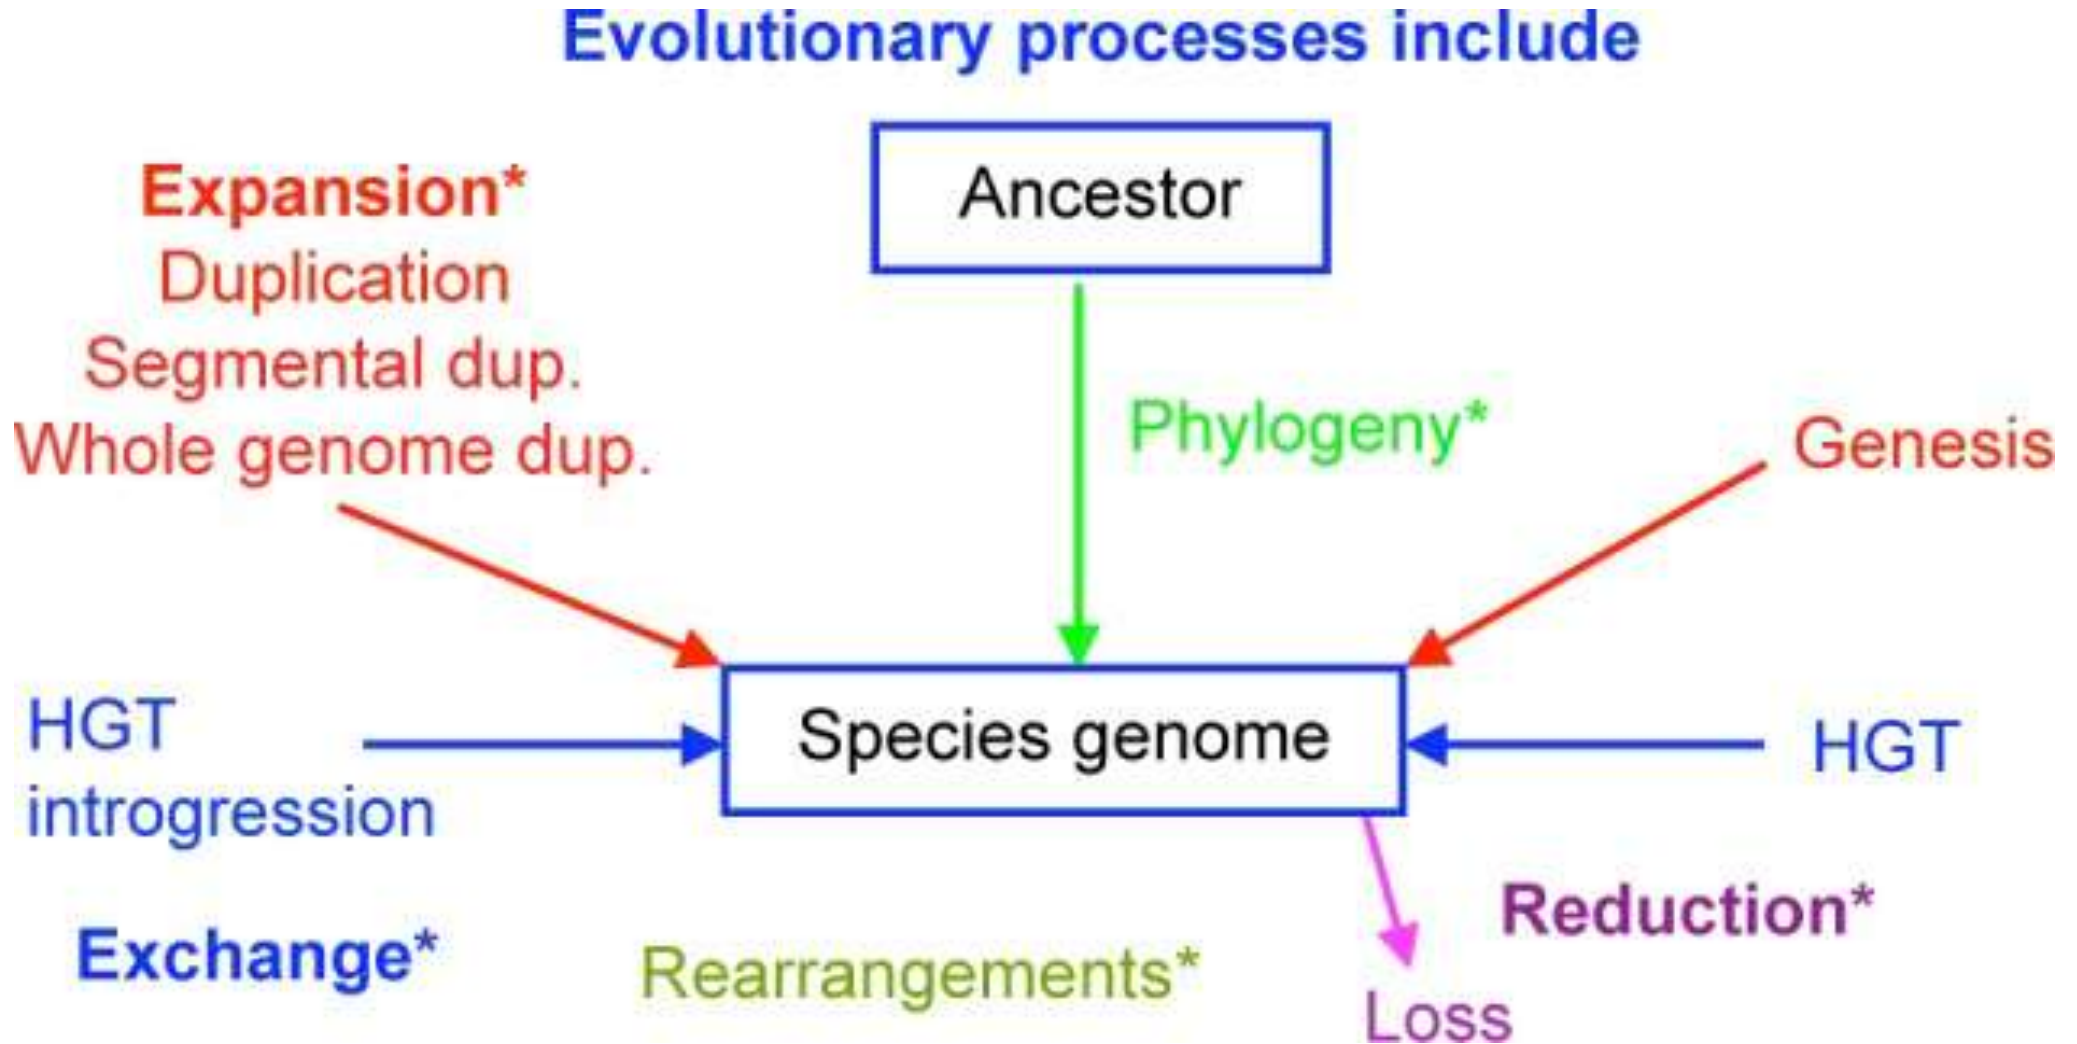 Evolutionary processes include
Ancestor
Expansion*
Duplication
Segmental dup.
Whole genome dup.
Phylogeny*
Genesis
HGT
introgression
Species genome
HGT
Exchange*
Rearrangements*
Reduction*
Loss